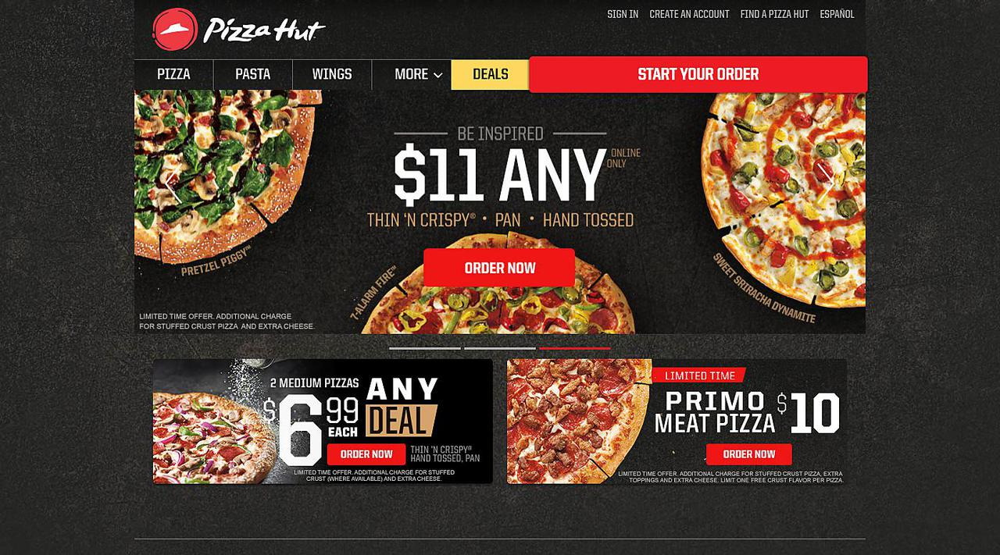 SIGN IN CREATE AN ACCOUNT FIND A PIZZA HUT ESPAÑOL
Pizza Hut
PIZZA PASTA WINGS MORE DEALS START YOUR ORDER
BE INSPIRED
$11 ANY ONLINE
ONLY
THIN 'N CRISPY® • PAN • HAND TOSSED
ORDER NOW
PRETZEL PIGGY™
7-ALARM FIRE™
SWEET SRIRACHA DYNAMITE
LIMITED TIME OFFER. ADDITIONAL CHARGE
FOR STUFFED CRUST PIZZA AND EXTRA CHEESE.
2 MEDIUM PIZZAS
$6 99
EACH
ANY
DEAL
ORDER NOW
THIN 'N CRISPY®
HAND TOSSED, PAN
LIMITED TIME OFFER. ADDITIONAL CHARGE FOR STUFFED
CRUST (WHERE AVAILABLE) AND EXTRA CHEESE.
LIMITED TIME
PRIMO
MEAT PIZZA
$10
ORDER NOW
LIMITED TIME OFFER. ADDITIONAL CHARGE FOR STUFFED CRUST PIZZA, EXTRA
TOPPINGS AND EXTRA CHEESE. LIMIT ONE FREE CRUST FLAVOR PER PIZZA.